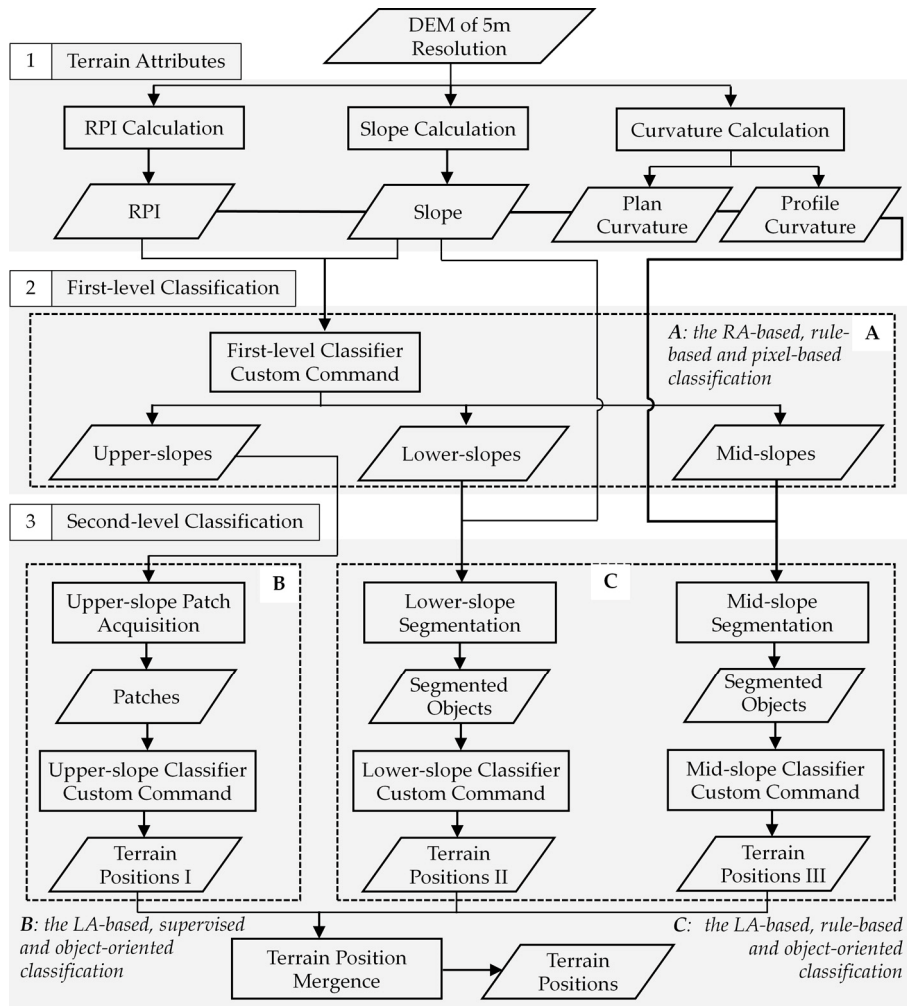 DEM of 5m
Resolution
1 Terrain Attributes
RPI Calculation
Slope Calculation
Curvature Calculation
RPI
Slope
Plan
Curvature
Profile
Curvature
2 First-level Classification
First-level Classifier
Custom Command
A: the RA-based, rule-
based and pixel-based
classification
A
Upper-slopes
Lower-slopes
Mid-slopes
3 Second-level Classification
B
C
Upper-slope Patch
Acquisition
Lower-slope
Segmentation
Mid-slope
Segmentation
Patches
Segmented
Objects
Segmented
Objects
Upper-slope Classifier
Custom Command
Lower-slope Classifier
Custom Command
Mid-slope Classifier
Custom Command
Terrain
Positions I
Terrain
Positions II
Terrain
Positions III
B: the LA-based, supervised
and object-oriented
classification
C: the LA-based, rule-based
and object-oriented
classification
Terrain Position
Mergence
Terrain
Positions